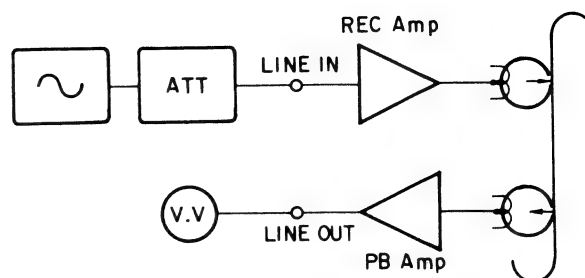 REC Amp
LINE IN
ATT
V.V
LINE OUT
PB Amp